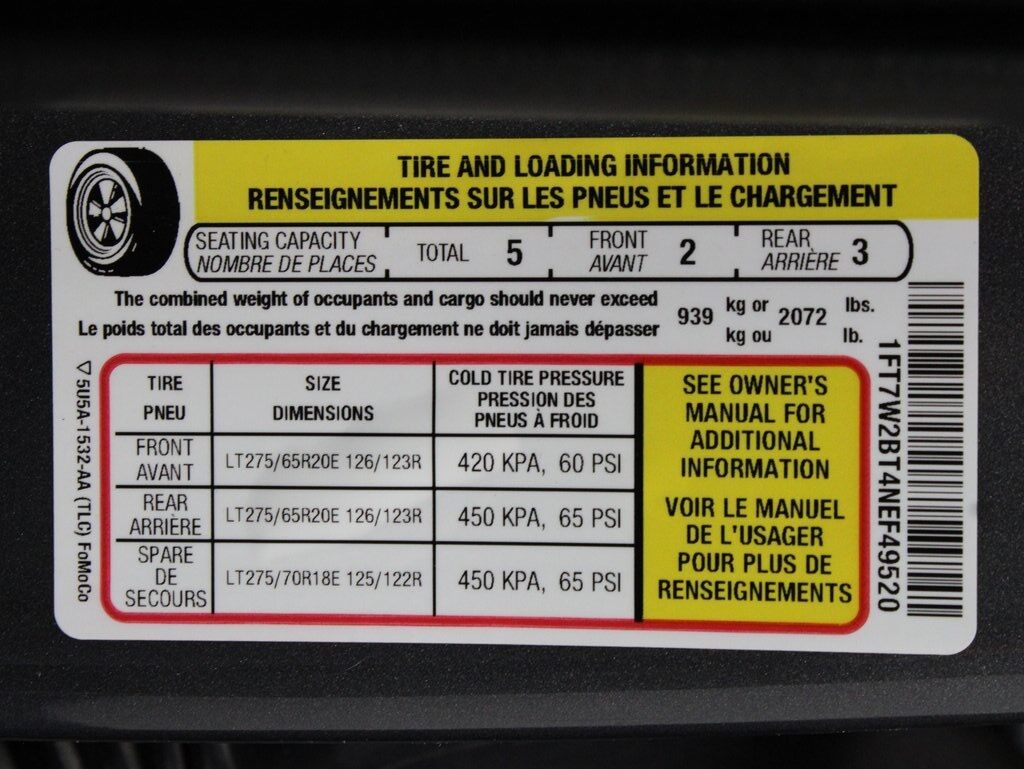 TIRE AND LOADING INFORMATION
RENSEIGNEMENTS SUR LES PNEUS ET LE CHARGEMENT
SEATING CAPACITY
NOMBRE DE PLACES
TOTAL 5
FRONT
AVANT
2
REAR
ARRIÈRE
3
The combined weight of occupants and cargo should never exceed
Le poids total des occupants et du chargement ne doit jamais dépasser
939
kg or
kg ou
2072
lbs.
lb.
TIRE
PNEU
SIZE
DIMENSIONS
COLD TIRE PRESSURE
PRESSION DES
PNEUS À FROID
FRONT
AVANT
LT275/65R20E 126/123R
420 KPA, 60 PSI
REAR
ARRIÈRE
LT275/65R20E 126/123R
450 KPA, 65 PSI
SPARE
DE
SECOURS
LT275/70R18E 125/122R
450 KPA, 65 PSI
SEE OWNER'S
MANUAL FOR
ADDITIONAL
INFORMATION
VOIR LE MANUEL
DE L'USAGER
POUR PLUS DE
RENSEIGNEMENTS
5U5A-1532-AA (TLC) FoMoCo
1FT7W2BT4NEF49520